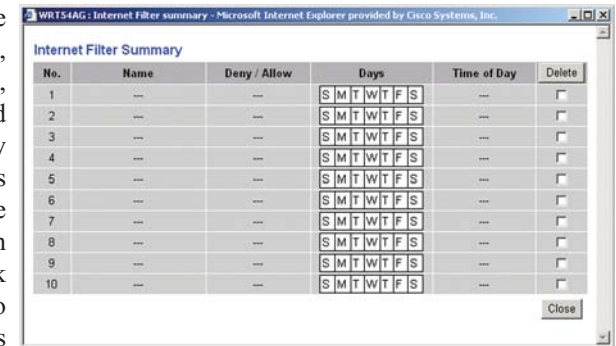 WRT54AG : Internet Filter summary - Microsoft Internet Explorer provided by Cisco Systems, Inc.
Internet Filter Summary
No. Name Deny / Allow Days Time of Day Delete
1 --- --- S M T W T F S ---
2 --- --- S M T W T F S ---
3 --- --- S M T W T F S ---
4 --- --- S M T W T F S ---
5 --- --- S M T W T F S ---
6 --- --- S M T W T F S ---
7 --- --- S M T W T F S ---
8 --- --- S M T W T F S ---
9 --- --- S M T W T F S ---
10 --- --- S M T W T F S ---
Close